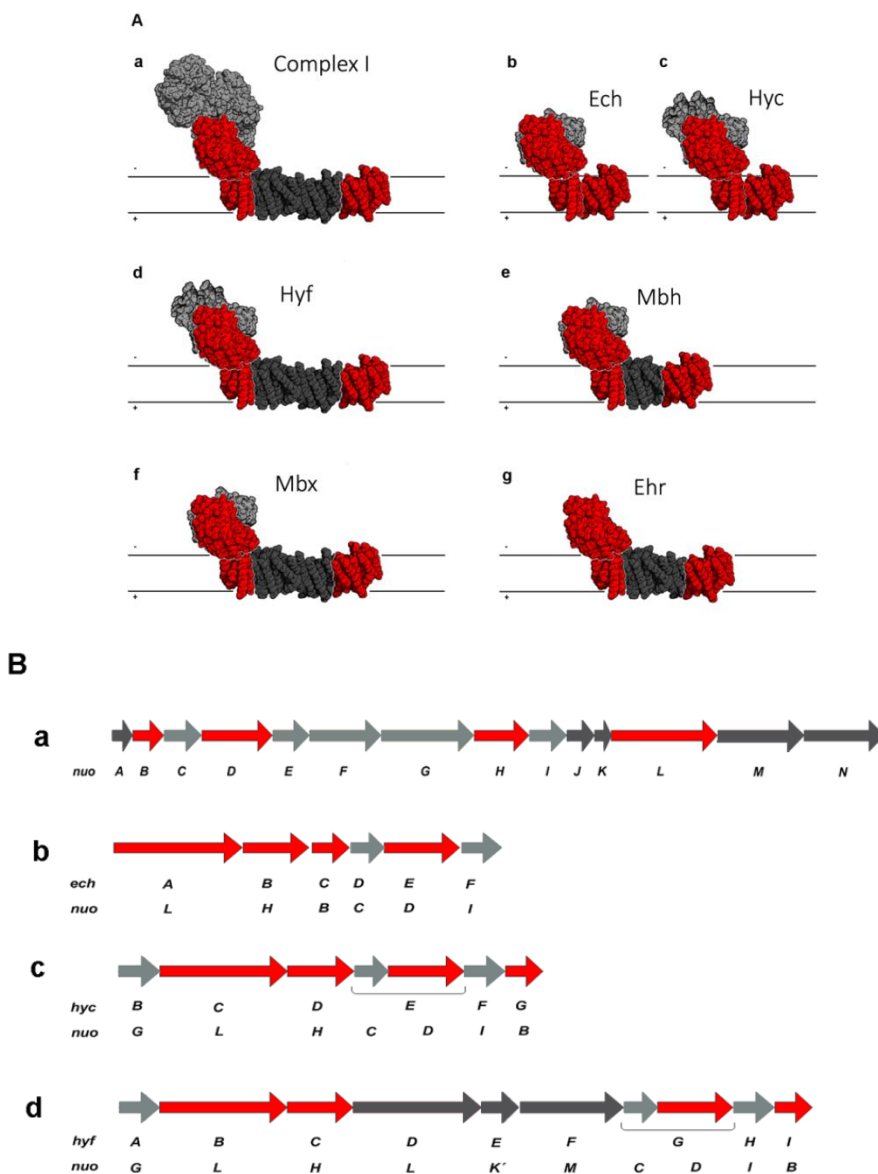 A
a Complex I
b Ech
c Hyc
- -
+ + +
d Hyf
e Mbh
- -
+ +
f Mbx
g Ehr
- -
+ +
B
a
nuo A B C D E F G H I J K L M N
b
ech A B C D E F
nuo L H B C D I
c
hyc B C D E F G
nuo G L H C D I B
d
hyf A B C D E F G H I
nuo G L H L K´ M C D I B